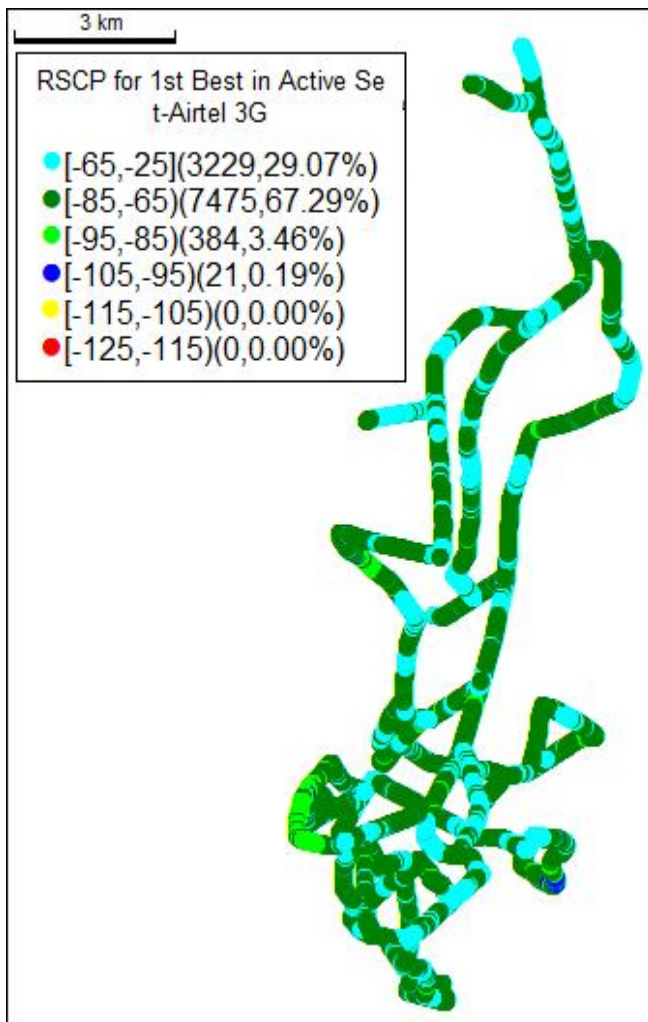 3 km
RSCP for 1st Best in Active Se
t-Airtel 3G
[-65,-25](3229,29.07%)
[-85,-65)(7475,67.29%)
[-95,-85)(384,3.46%)
[-105,-95)(21,0.19%)
[-115,-105)(0,0.00%)
[-125,-115)(0,0.00%)